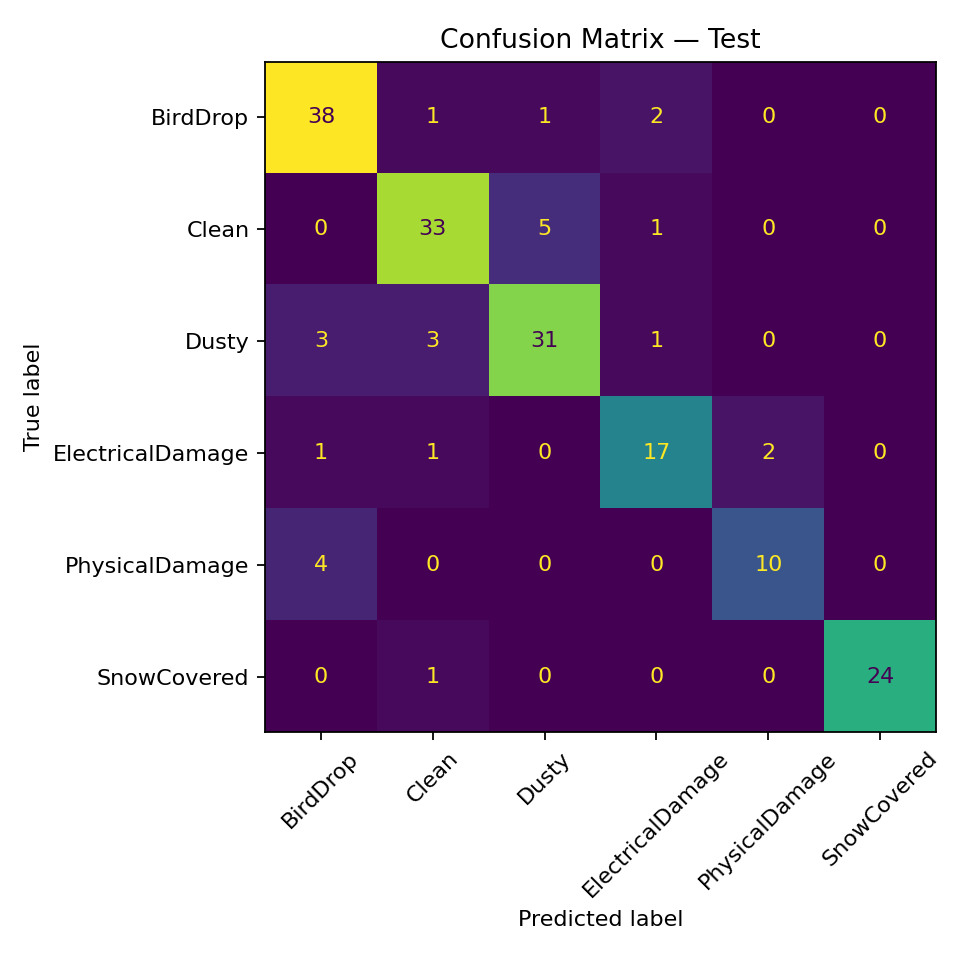 Confusion Matrix — Test
True label
BirdDrop 38 1 1 2 0 0
Clean 0 33 5 1 0 0
Dusty 3 3 31 1 0 0
ElectricalDamage 1 1 0 17 2 0
PhysicalDamage 4 0 0 0 10 0
SnowCovered 0 1 0 0 0 24
BirdDrop Clean Dusty ElectricalDamage PhysicalDamage SnowCovered
Predicted label